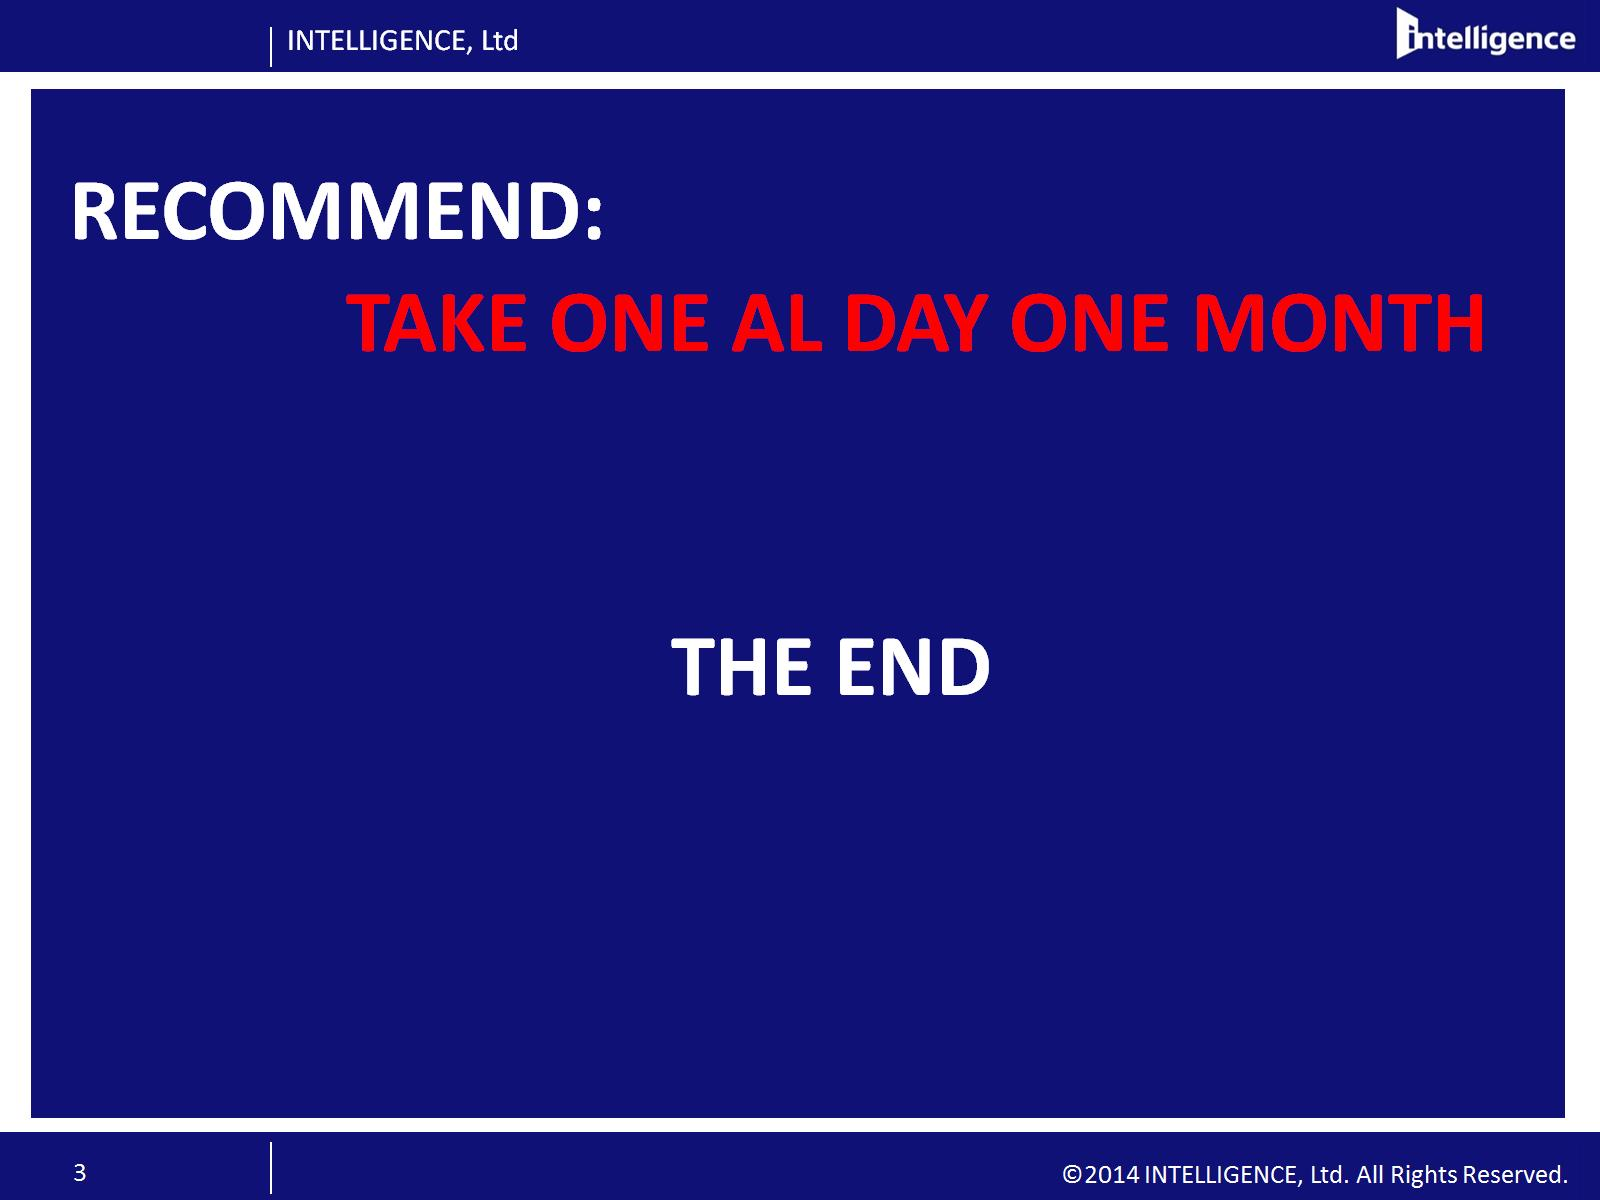 INTELLIGENCE, Ltd
intelligence
RECOMMEND:
TAKE ONE AL DAY ONE MONTH
THE END
3
©2014 INTELLIGENCE, Ltd. All Rights Reserved.